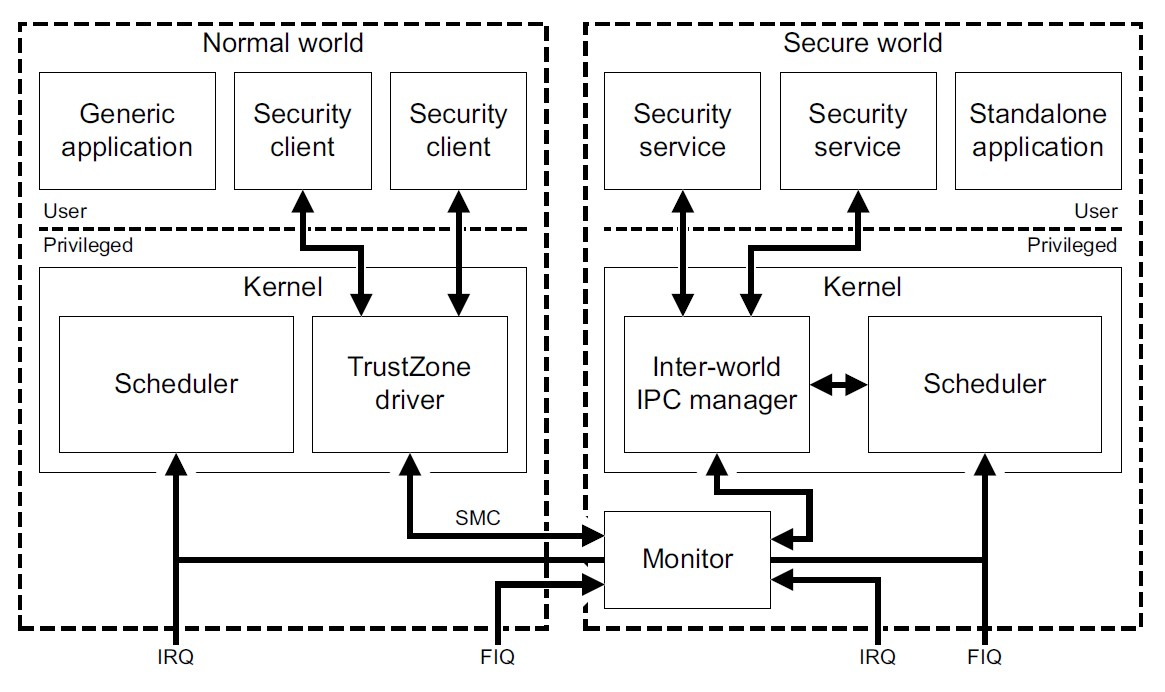 Normal world
Generic
application
Security
client
Security
client
User
Privileged
Kernel
Scheduler
TrustZone
driver
Secure world
Security
service
Security
service
Standalone
application
User
Privileged
Kernel
Inter-world
IPC manager
Scheduler
SMC
Monitor
IRQ
FIQ
IRQ
FIQ